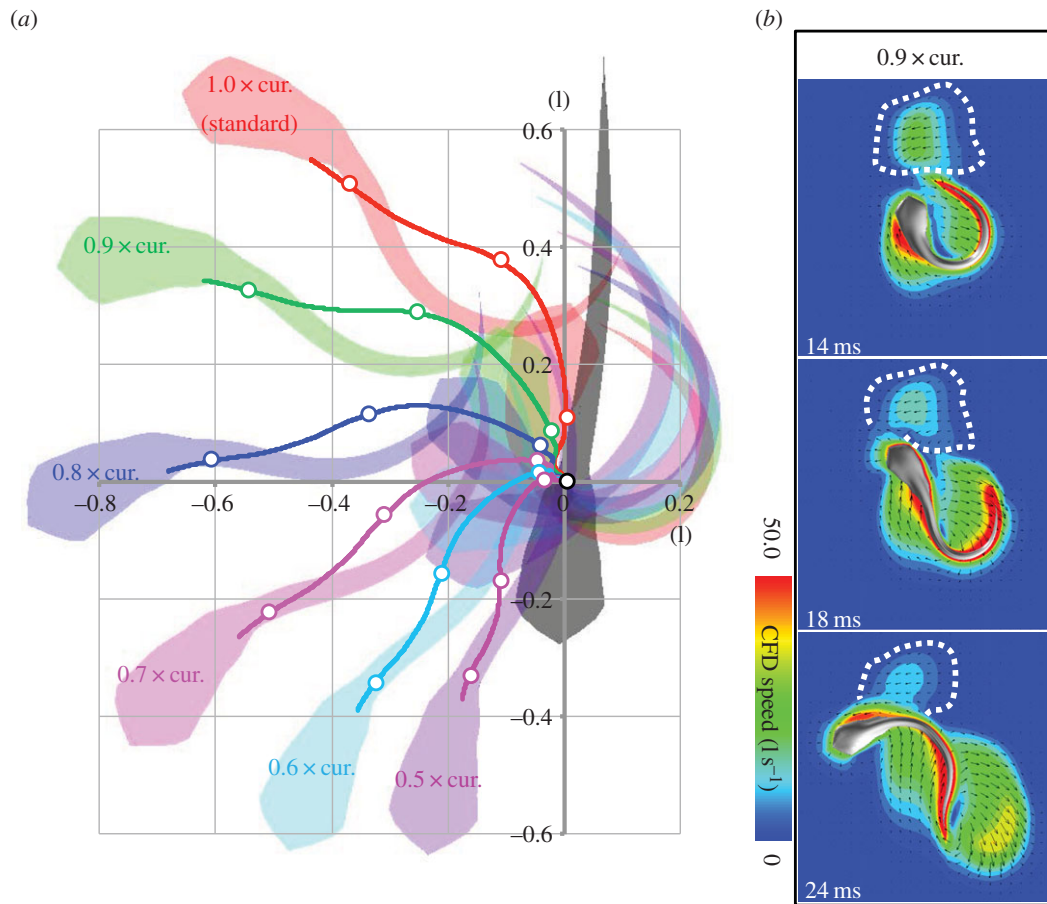 (a)
(b)
1.0 × cur.
(standard)
(l)
0.6
0.9 × cur.
0.4
0.2
0.8 × cur.
–0.8
–0.6
–0.4
–0.2
0
0.2
(l)
–0.2
0.7 × cur.
–0.4
0.6 × cur.
0.5 × cur.
–0.6
0.9 × cur.
14 ms
18 ms
24 ms
50.0
CFD speed (l s⁻¹)
0